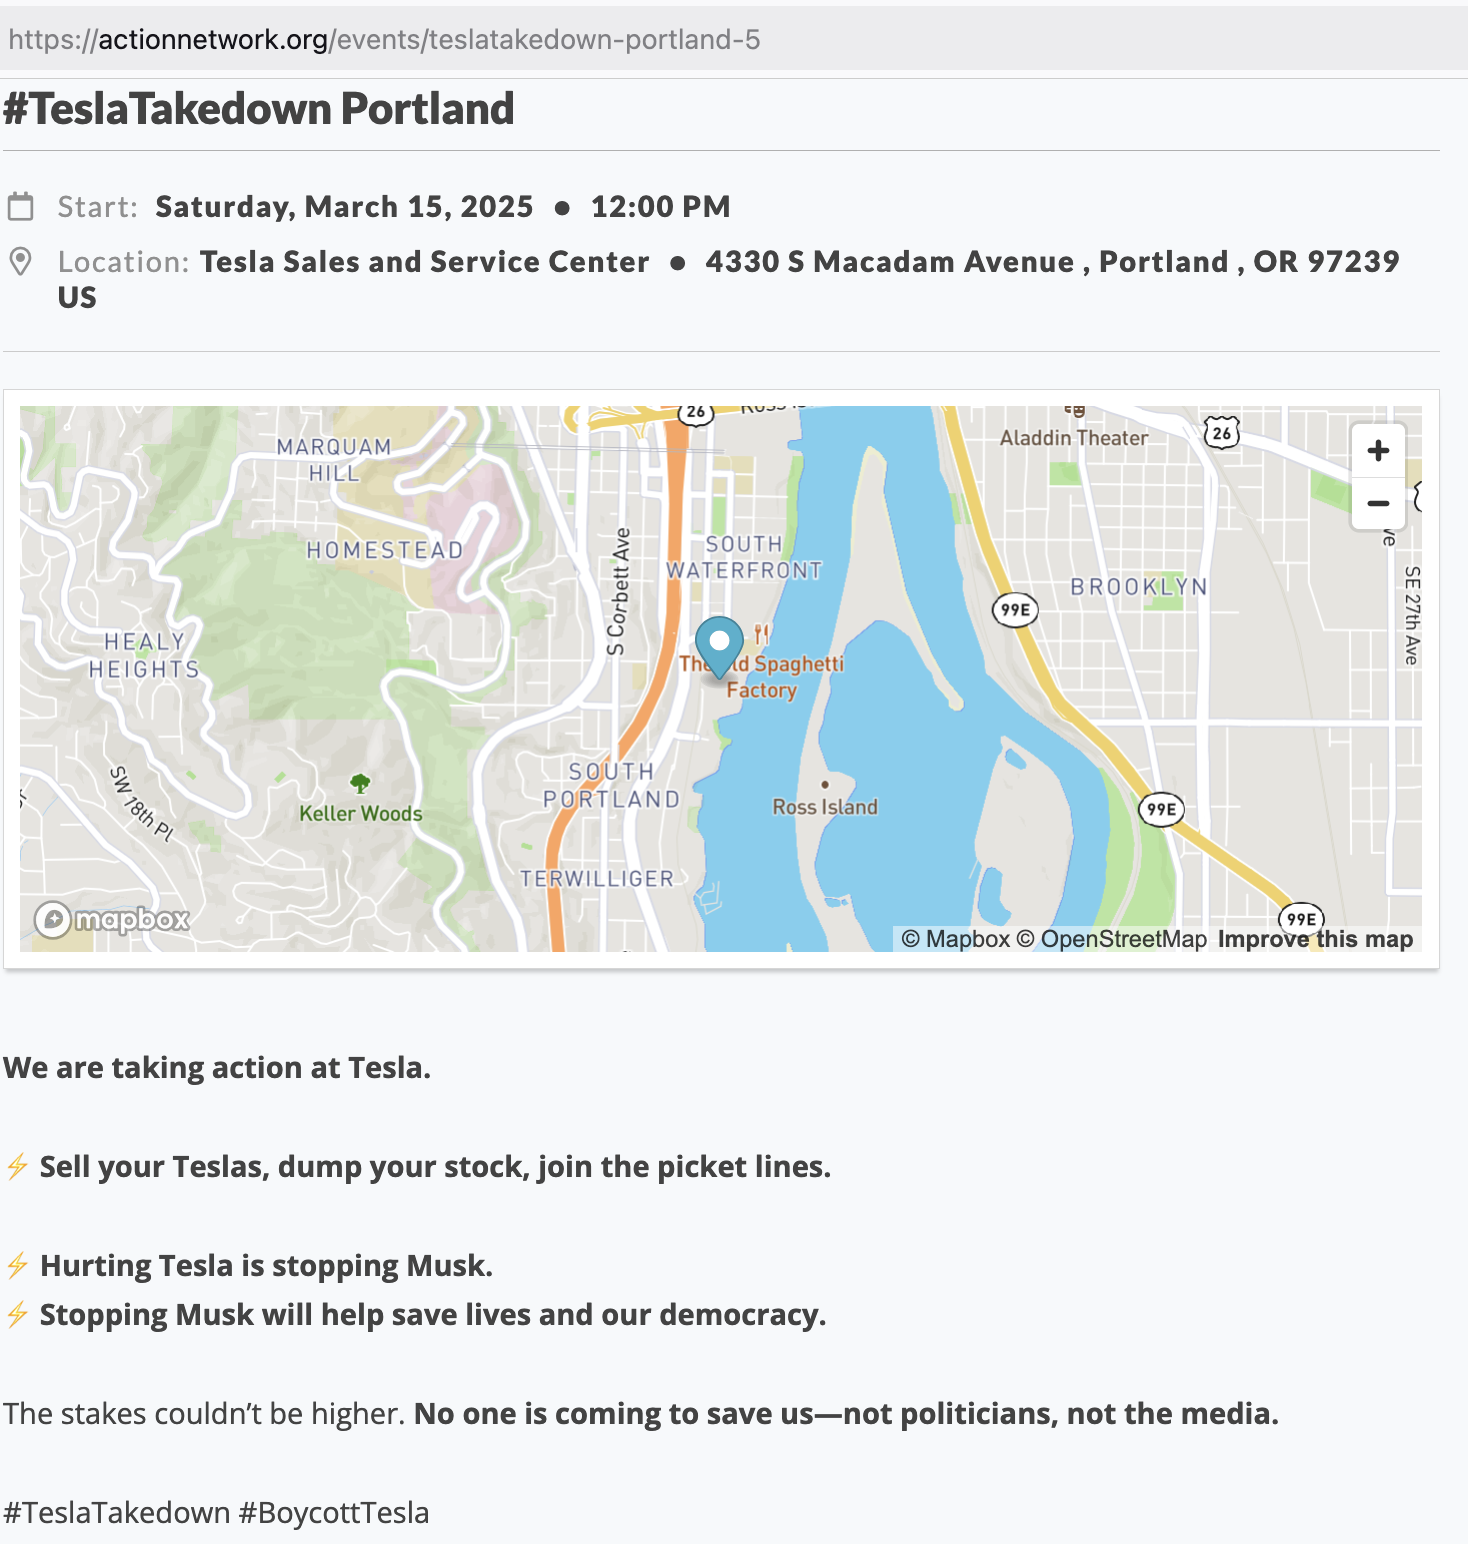 https://actionnetwork.org/events/teslatakedown-portland-5
#TeslaTakedown Portland
Start: Saturday, March 15, 2025 ● 12:00 PM
Location: Tesla Sales and Service Center ● 4330 S Macadam Avenue , Portland , OR 97239
US
26
Aladdin Theater
26
MARQUAM
HILL
+
−
HOMESTEAD
S Corbett Ave
SOUTH
WATERFRONT
BROOKLYN
99E
SE 27th Ave
HEALY
HEIGHTS
Spaghetti
Factory
SOUTH
PORTLAND
SW 18th Pl
Keller Woods
Ross Island
99E
TERWILLIGER
99E
mapbox
© Mapbox © OpenStreetMap Improve this map
We are taking action at Tesla.
⚡ Sell your Teslas, dump your stock, join the picket lines.
⚡ Hurting Tesla is stopping Musk.
⚡ Stopping Musk will help save lives and our democracy.
The stakes couldn’t be higher. No one is coming to save us—not politicians, not the media.
#TeslaTakedown #BoycottTesla